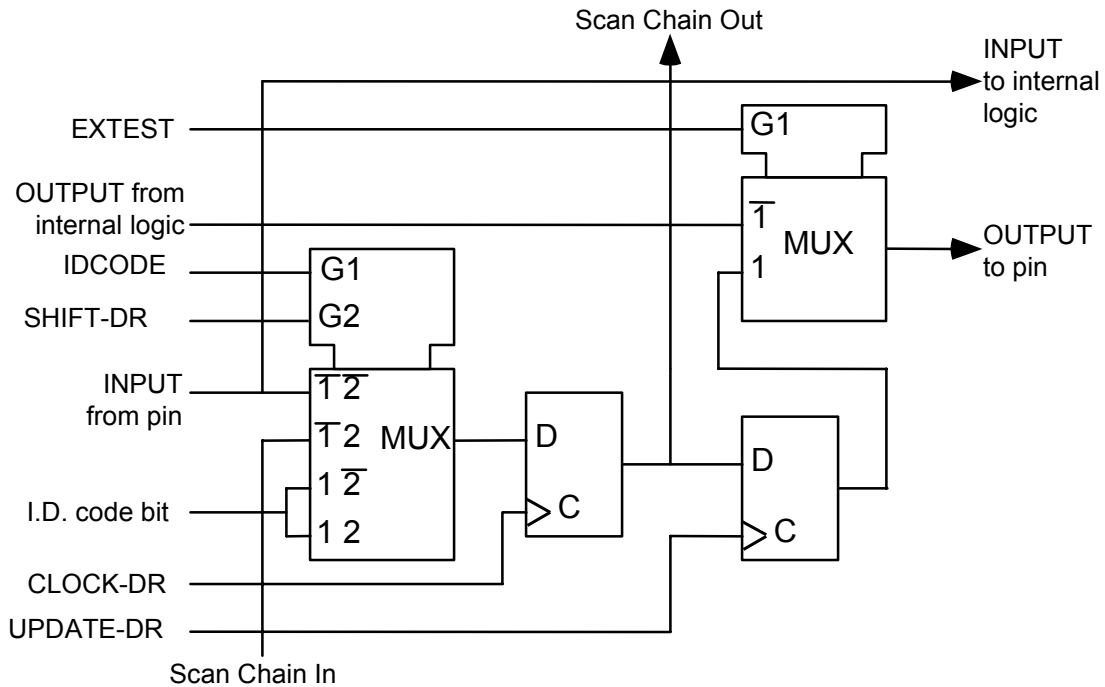 Scan Chain Out
INPUT
to internal
logic
EXTEST
G1
OUTPUT from
internal logic
1̅
MUX
1
OUTPUT
to pin
IDCODE
G1
SHIFT-DR
G2
INPUT
from pin
1̅ 2̅
1̅ 2
MUX
1 2̅
1 2
I.D. code bit
D
C
D
C
CLOCK-DR
UPDATE-DR
Scan Chain In